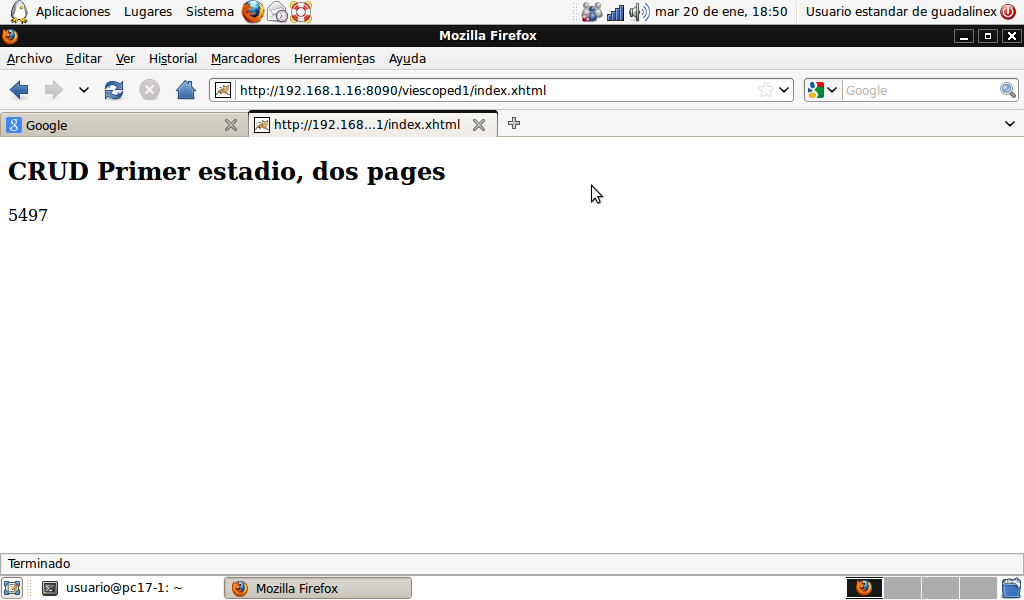 Aplicaciones Lugares Sistema mar 20 de ene, 18:50 Usuario estandar de guadalinex
Mozilla Firefox
Archivo Editar Ver Historial Marcadores Herramientas Ayuda
http://192.168.1.16:8090/viescoped1/index.xhtml Google
Google http://192.168...1/index.xhtml
CRUD Primer estadio, dos pages
5497
Terminado
usuario@pc17-1: ~ Mozilla Firefox